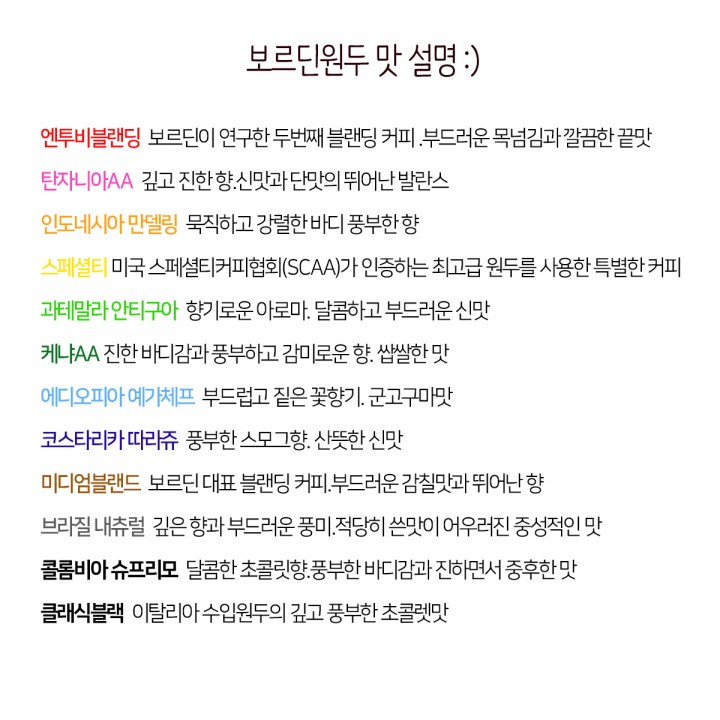 보르딘원두 맛 설명 :)
엔투비블랜딩 보르딘이 연구한 두번째 블랜딩 커피 .부드러운 목넘김과 깔끔한 끝맛
탄자니아AA 깊고 진한 향.신맛과 단맛의 뛰어난 발란스
인도네시아 만델링 묵직하고 강렬한 바디 풍부한 향
스페셜티 미국 스페셜티커피협회(SCAA)가 인증하는 최고급 원두를 사용한 특별한 커피
과테말라 안티구아 향기로운 아로마. 달콤하고 부드러운 신맛
케냐AA 진한 바디감과 풍부하고 감미로운 향. 쌉쌀한 맛
에디오피아 예가체프 부드럽고 짙은 꽃향기. 군고구마맛
코스타리카 따라쥬 풍부한 스모그향. 산뜻한 신맛
미디엄블랜드 보르딘 대표 블랜딩 커피.부드러운 감칠맛과 뛰어난 향
브라질 내츄럴 깊은 향과 부드러운 풍미.적당히 쓴맛이 어우러진 중성적인 맛
콜롬비아 슈프리모 달콤한 초콜릿향.풍부한 바디감과 진하면서 중후한 맛
클래식블랙 이탈리아 수입원두의 깊고 풍부한 초콜렛맛